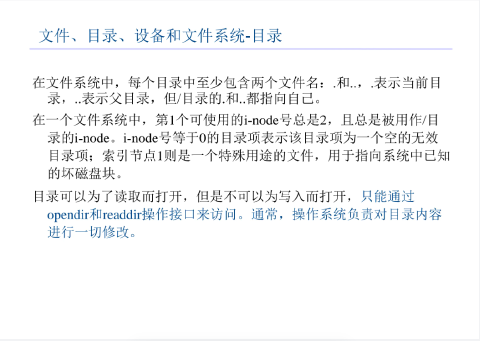 文件、目录、设备和文件系统-目录
在文件系统中，每个目录中至少包含两个文件名：.和..，.表示当前目
录，..表示父目录，但/目录的.和..都指向自己。
在一个文件系统中，第1个可使用的i-node号总是2，且总是被用作/目
录的i-node。i-node号等于0的目录项表示该目录项为一个空的无效
目录项；索引节点1则是一个特殊用途的文件，用于指向系统中已知
的坏磁盘块。
目录可以为了读取而打开，但是不可以为写入而打开，只能通过
opendir和readdir操作接口来访问。通常，操作系统负责对目录内容
进行一切修改。